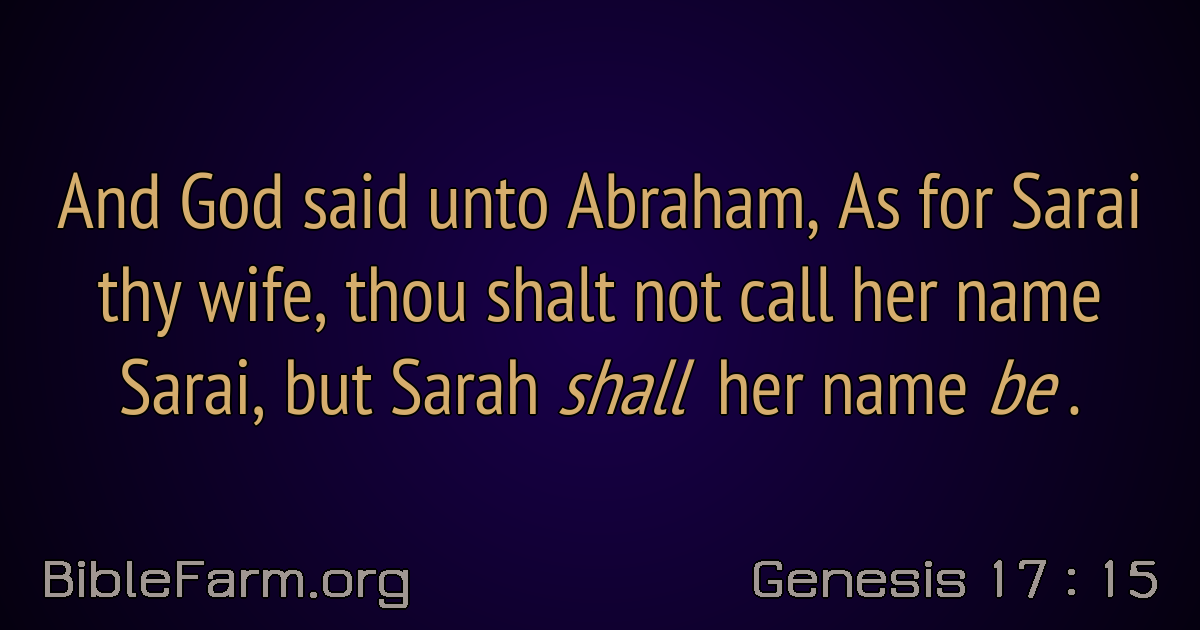 And God said unto Abraham, As for Sarai
thy wife, thou shalt not call her name
Sarai, but Sarah shall her name be .
BibleFarm.org
Genesis 17 : 15